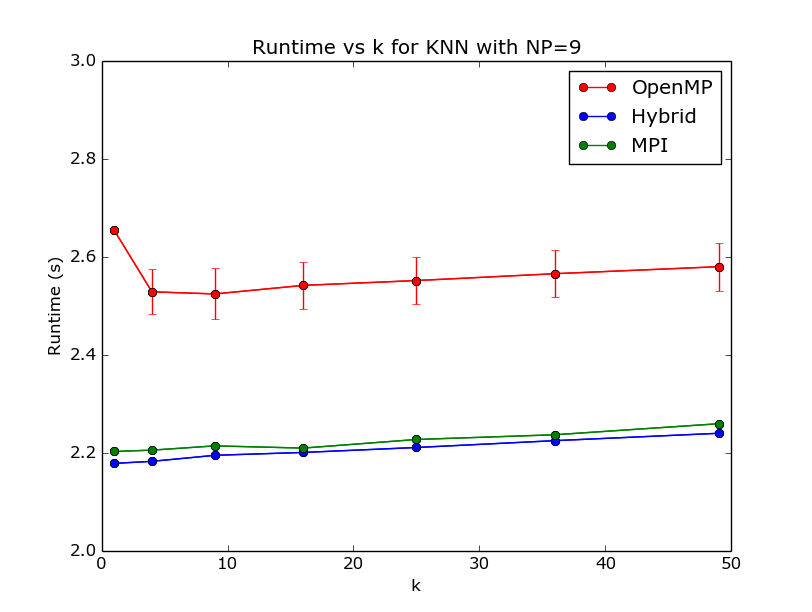 Runtime vs k for KNN with NP=9
OpenMP
Hybrid
MPI
Runtime (s)
3.0
2.8
2.6
2.4
2.2
2.0
0 10 20 30 40 50
k